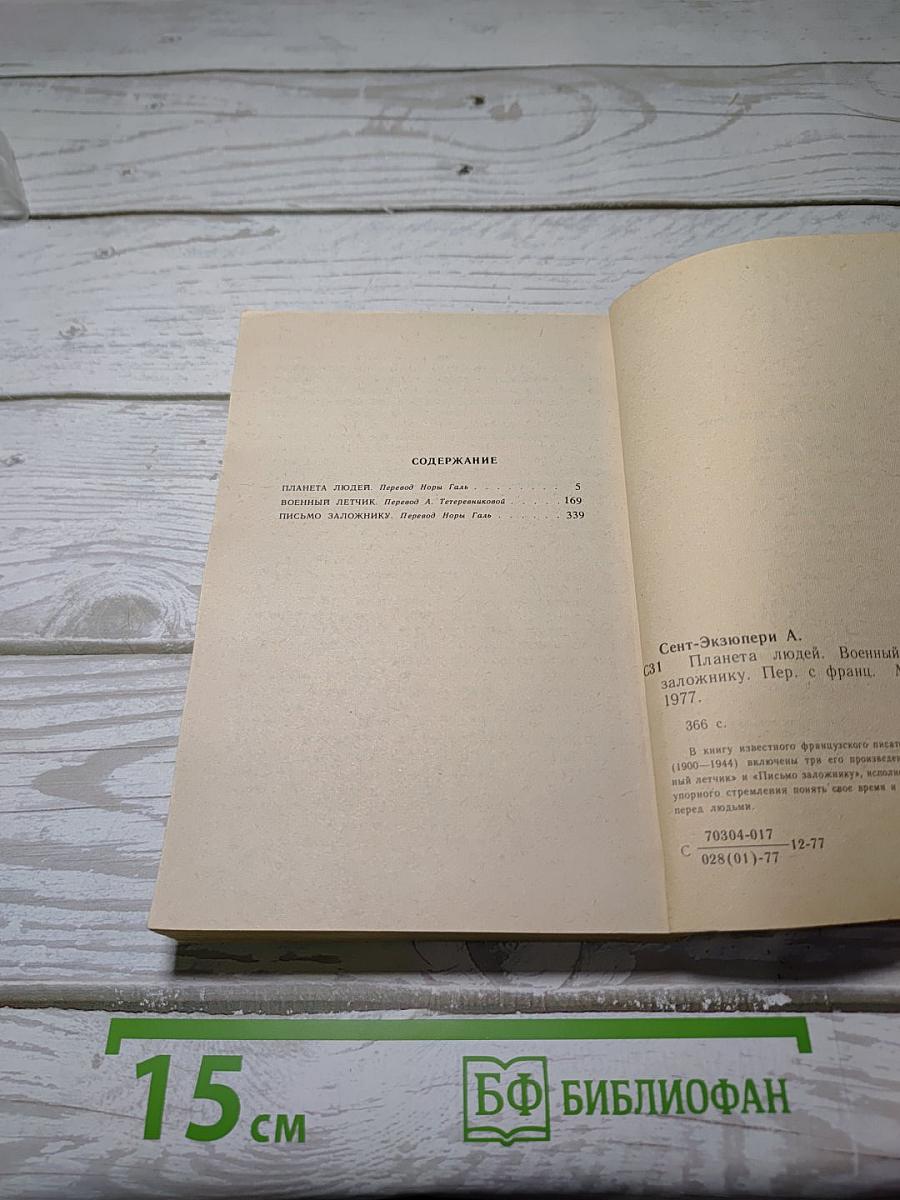 СОДЕРЖАНИЕ
ПЛАНЕТА ЛЮДЕЙ. Перевод Норы Галь . . . . . . . . . 5
ВОЕННЫЙ ЛЕТЧИК. Перевод А. Тетеревниковой . . . . . 169
ПИСЬМО ЗАЛОЖНИКУ. Перевод Норы Галь . . . . . . 339
Сент-Экзюпери А.
С31 Планета людей. Военный
заложнику. Пер. с франц.
1977.
366 с.
В книгу известного французского
(1900—1944) включены три его
ный летчик» и «Письмо заложнику»,
упорного стремления понять свое время и
перед людьми.
С 70304-017
028(01)-77 12-77
15 см
БФ БИБЛИОФАН